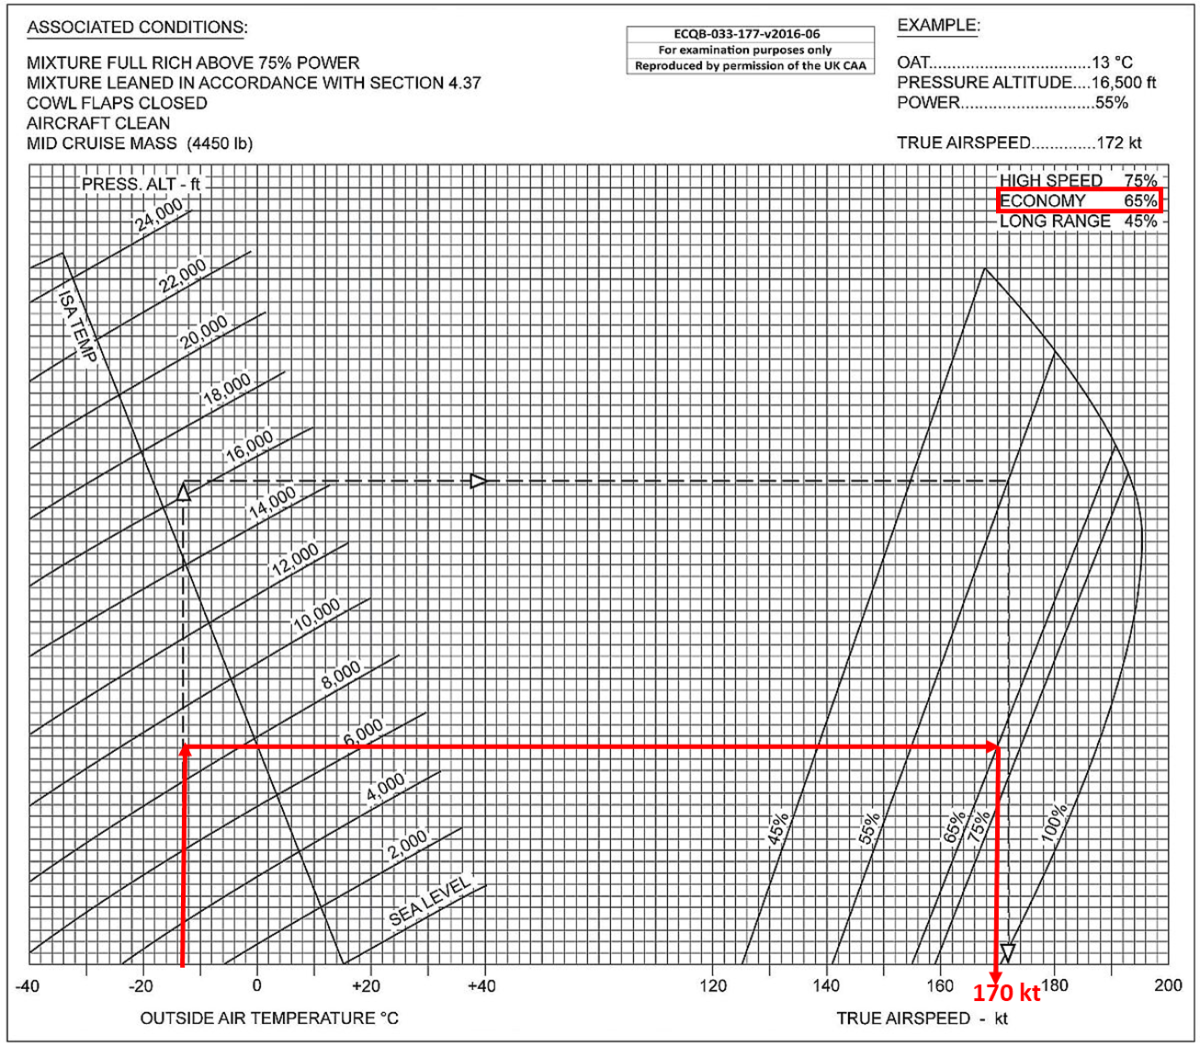 ASSOCIATED CONDITIONS:
MIXTURE FULL RICH ABOVE 75% POWER
MIXTURE LEANED IN ACCORDANCE WITH SECTION 4.37
COWL FLAPS CLOSED
AIRCRAFT CLEAN
MID CRUISE MASS (4450 lb)
ECQB-033-177-v2016-06
For examination purposes only
Reproduced by permission of the UK CAA
EXAMPLE:
OAT....................................13 °C
PRESSURE ALTITUDE....16,500 ft
POWER..............................55%
TRUE AIRSPEED..............172 kt
PRESS. ALT - ft
HIGH SPEED 75%
ECONOMY 65%
LONG RANGE 45%
24,000
22,000
ISA TEMP
20,000
18,000
16,000
14,000
12,000
10,000
8,000
6,000
4,000
2,000
SEA LEVEL
45%
55%
65%
75%
100%
-40 -20 0 +20 +40 120 140 160 180 200
170 kt
OUTSIDE AIR TEMPERATURE °C
TRUE AIRSPEED - kt